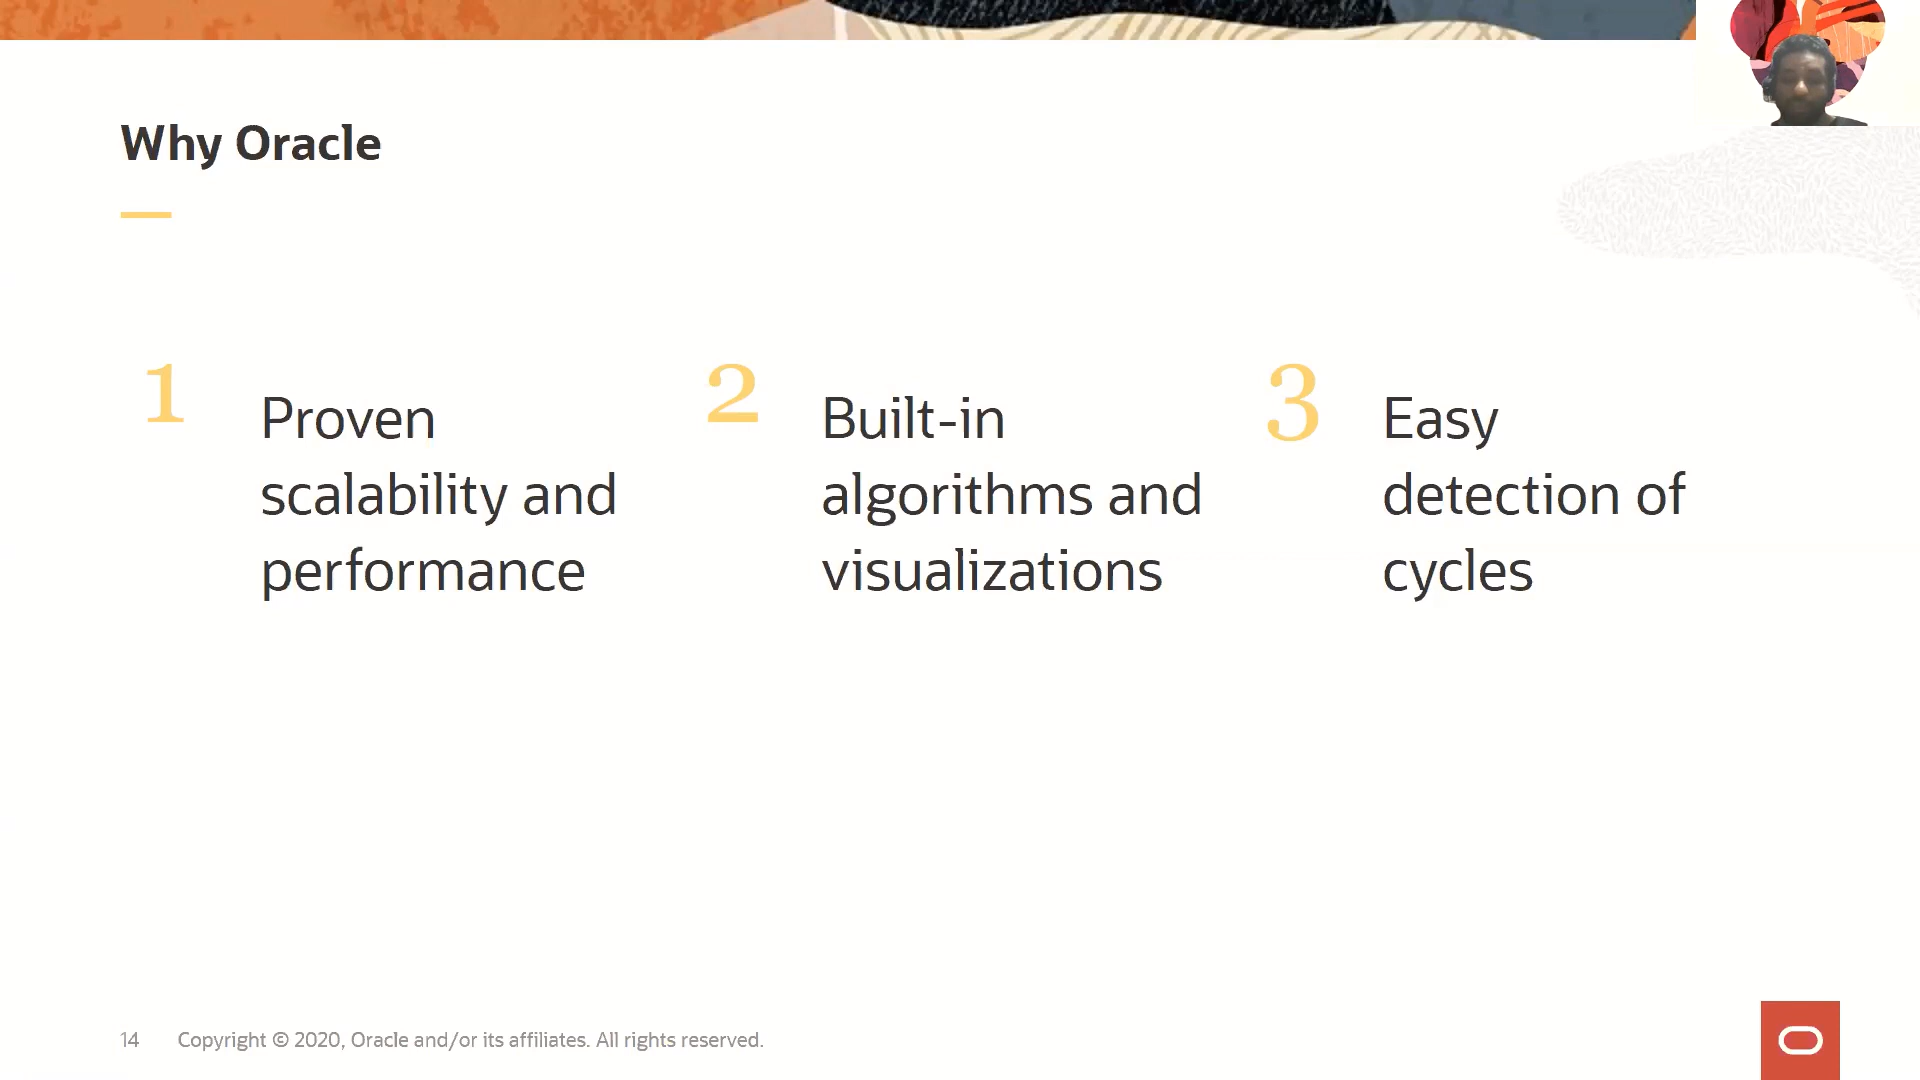 Why Oracle
1
Proven
scalability and
performance
2
Built-in
algorithms and
visualizations
3
Easy
detection of
cycles
14 Copyright © 2020, Oracle and/or its affiliates. All rights reserved.